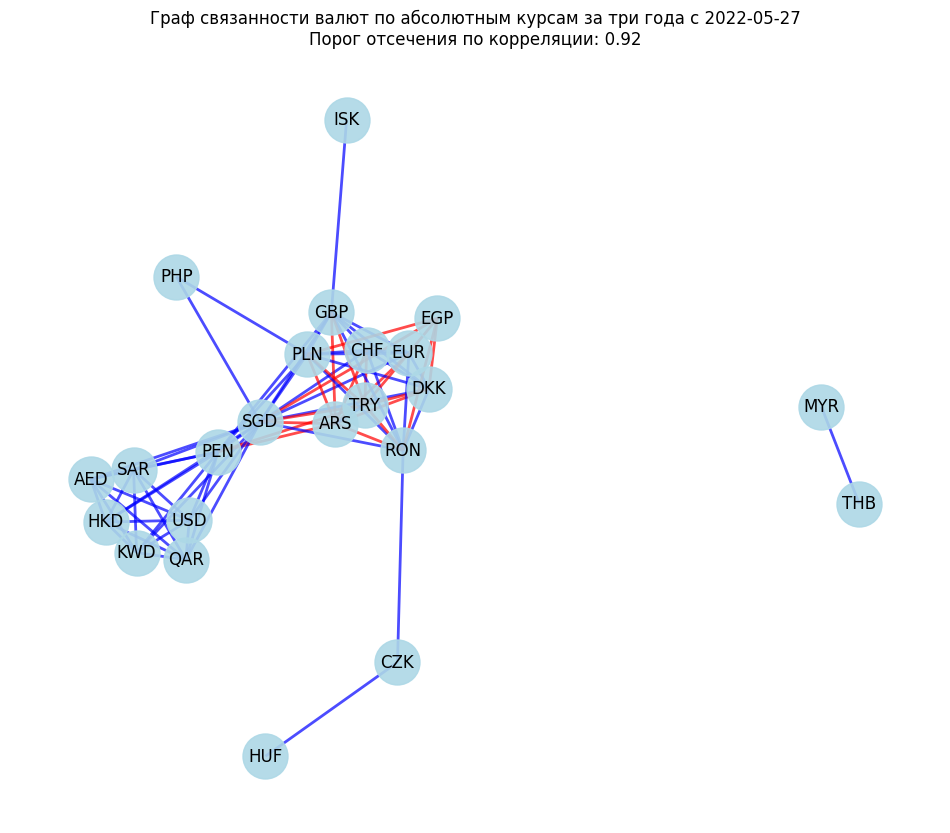 Граф связанности валют по абсолютным курсам за три года с 2022-05-27
Порог отсечения по корреляции: 0.92
ISK
PHP
GBP
EGP
PLN
CHF
EUR
DKK
TRY
MYR
SGD
ARS
PEN
RON
SAR
AED
THB
HKD
USD
KWD
QAR
CZK
HUF